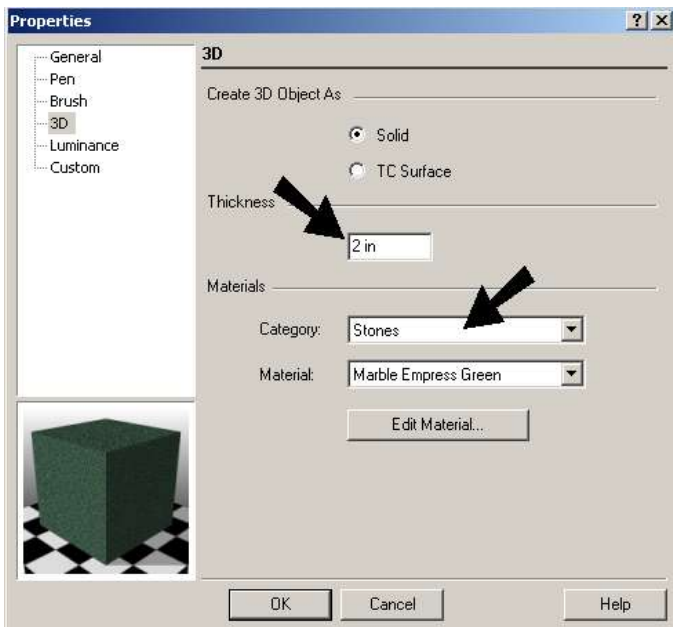 Properties
General
Pen
Brush
3D
Luminance
Custom
3D
Create 3D Object As
Solid
TC Surface
Thickness
2 in
Materials
Category: Stones
Material: Marble Empress Green
Edit Material...
OK Cancel Help